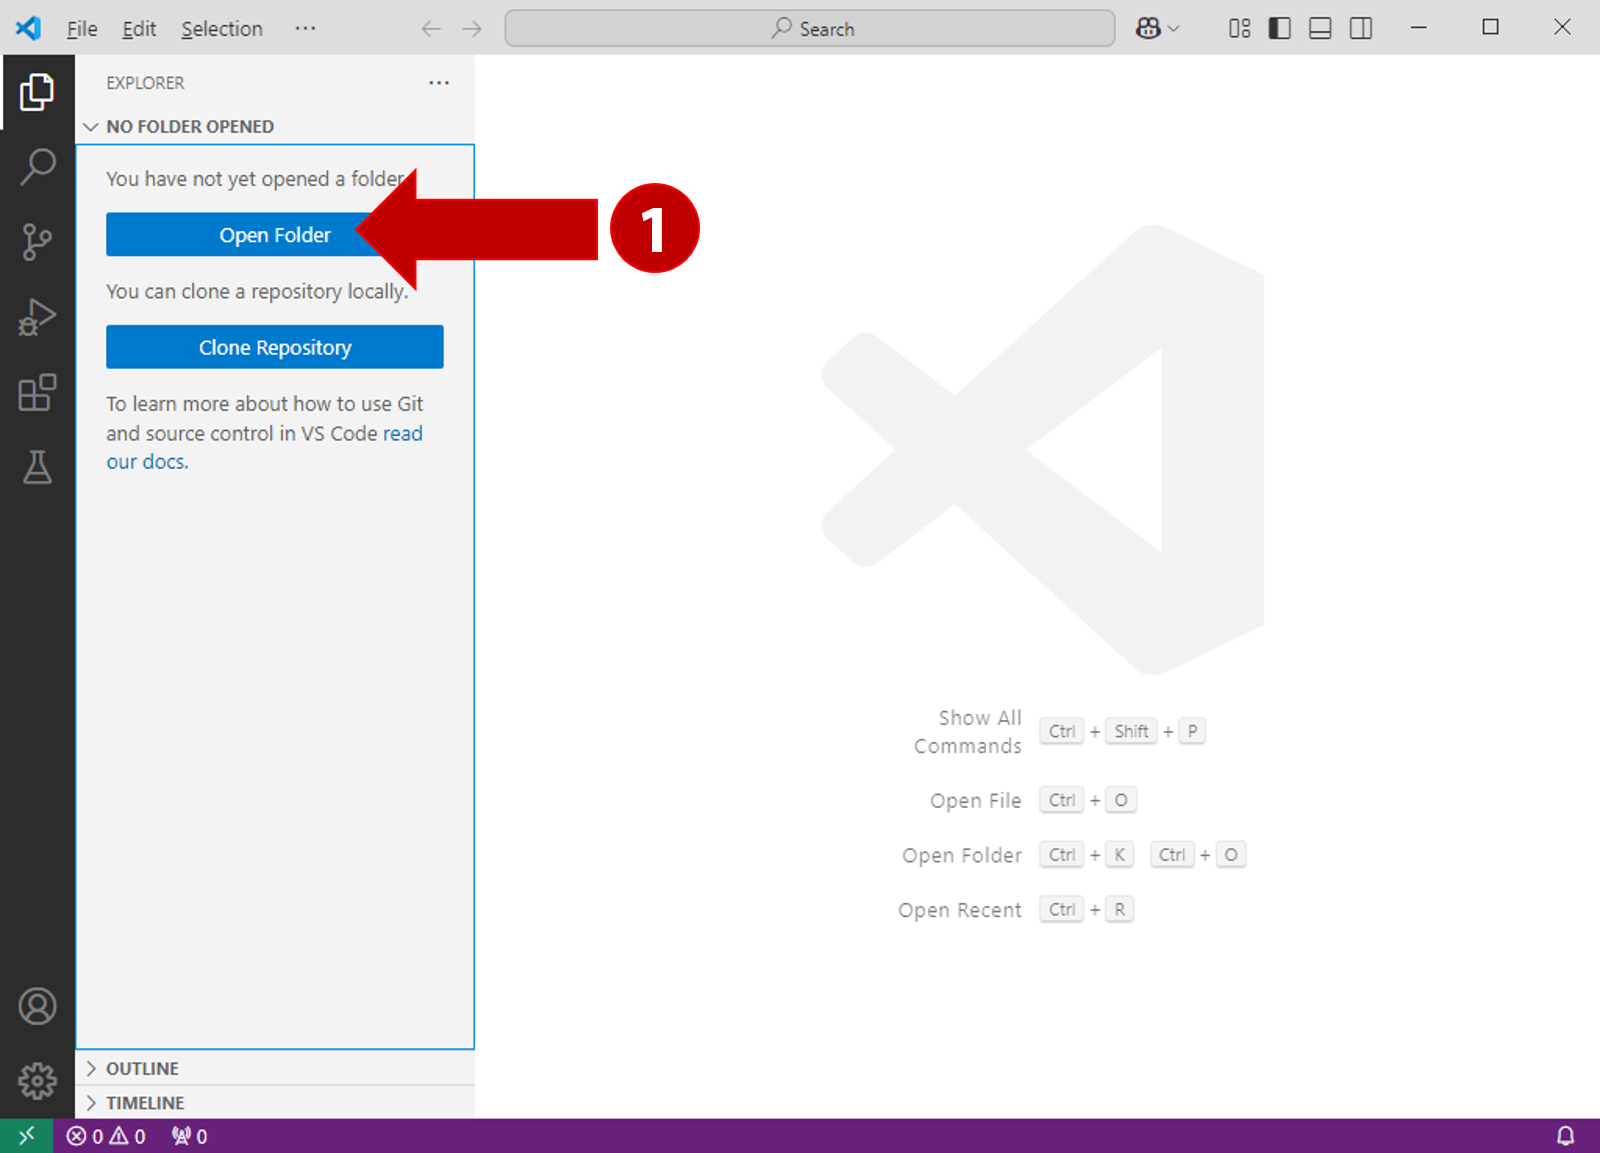 File Edit Selection ···
Search
EXPLORER ···
NO FOLDER OPENED
You have not yet opened a folder
Open Folder
1
You can clone a repository locally.
Clone Repository
To learn more about how to use Git
and source control in VS Code read
our docs.
Show All
Commands
Ctrl + Shift + P
Open File Ctrl + O
Open Folder Ctrl + K Ctrl + O
Open Recent Ctrl + R
OUTLINE
TIMELINE
0 0 0